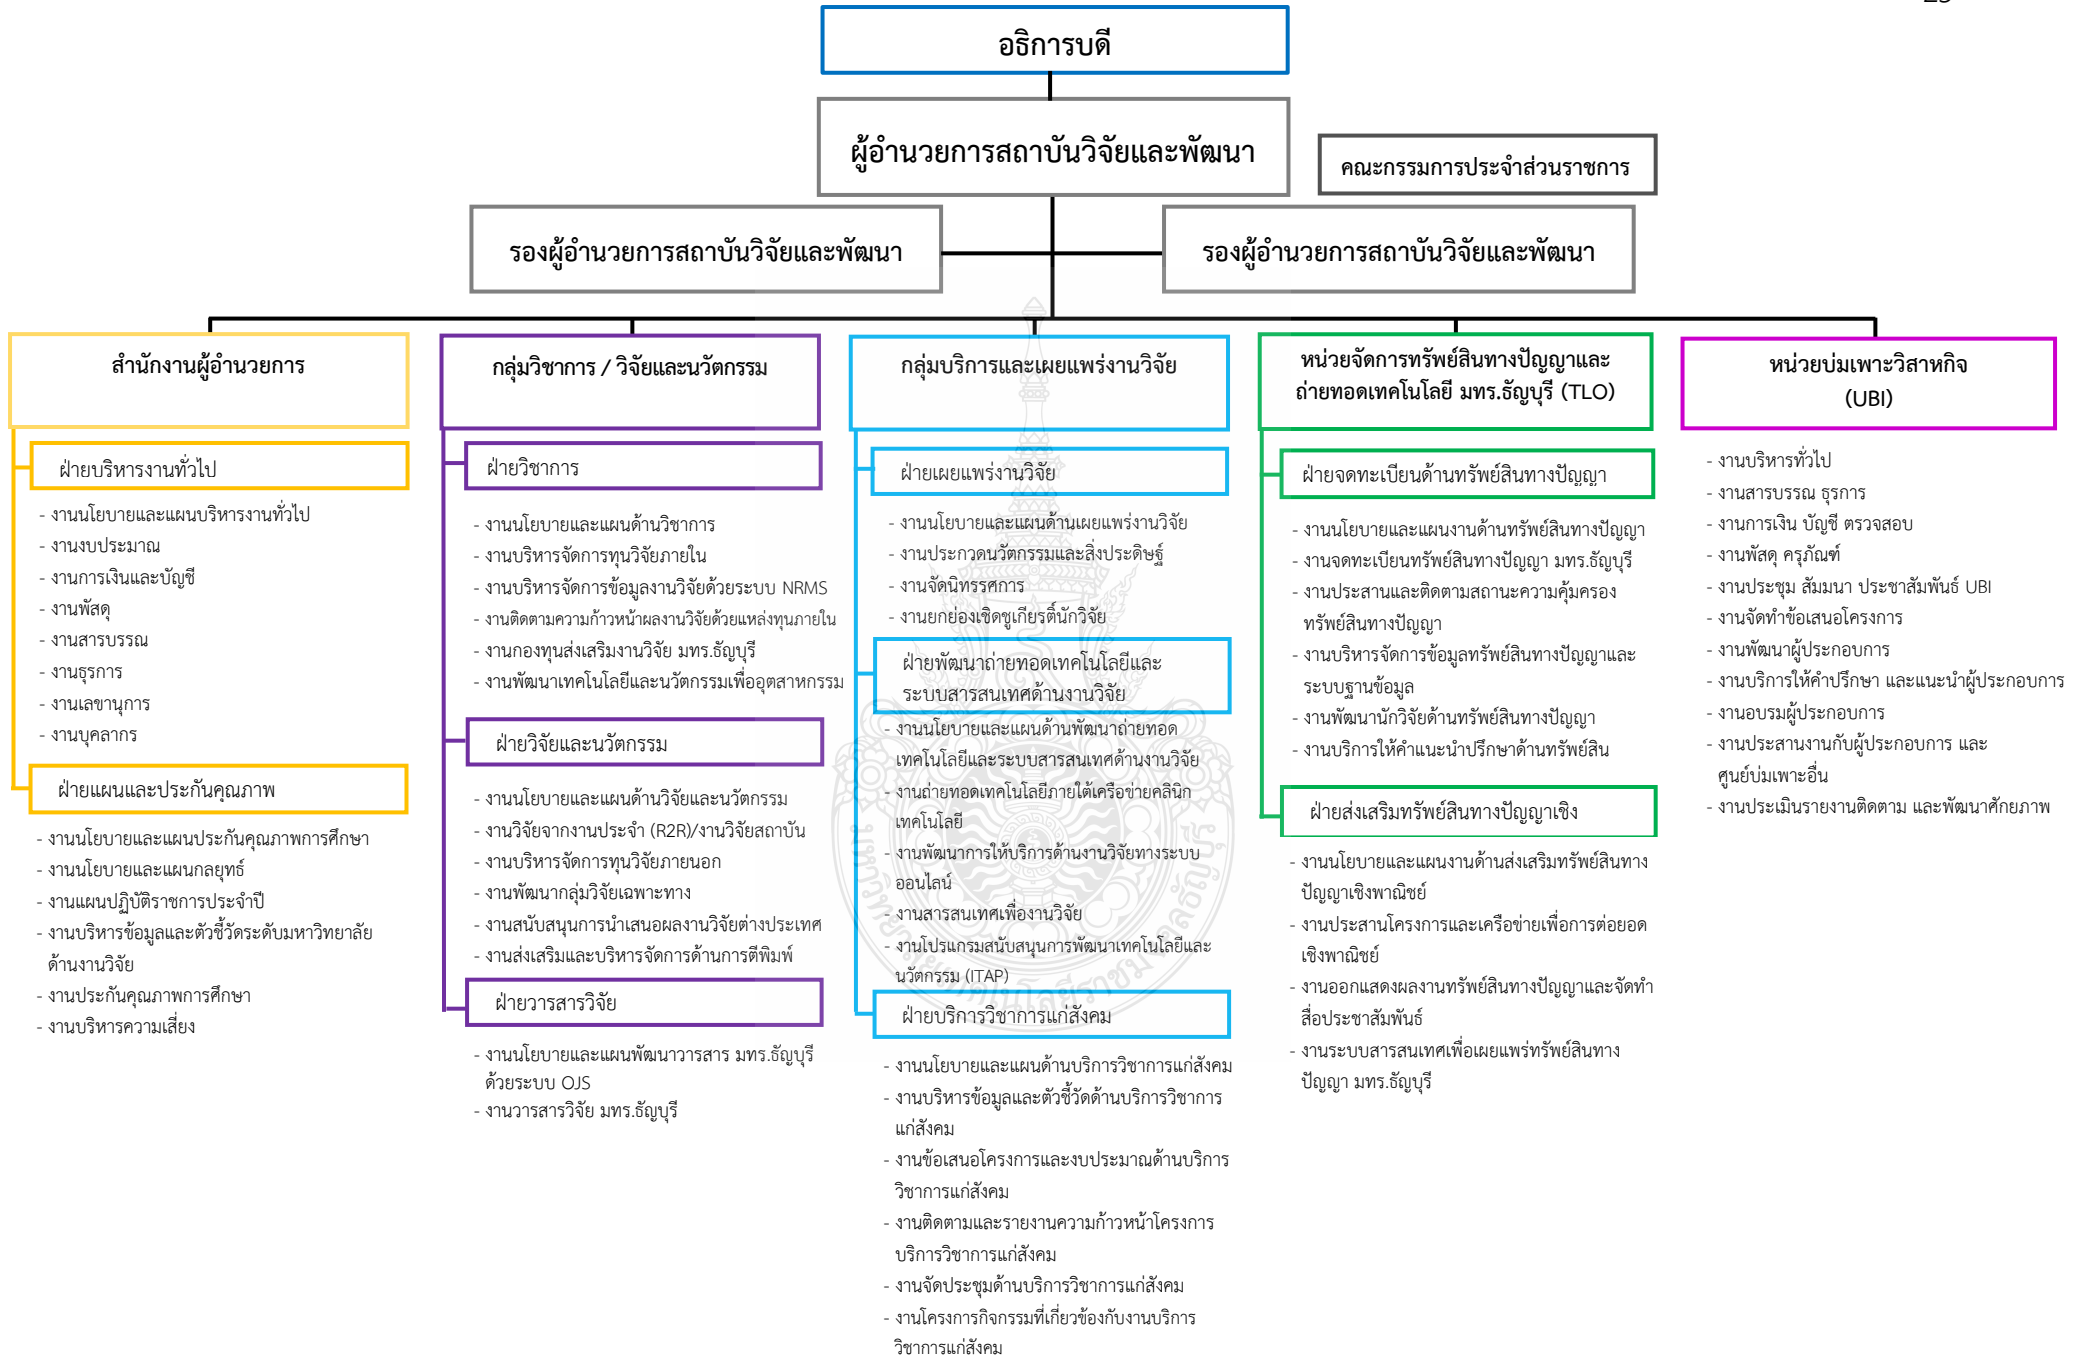 อธิการบดี
ผู้อำนวยการสถาบันวิจัยและพัฒนา
คณะกรรมการประจำส่วนราชการ
รองผู้อำนวยการสถาบันวิจัยและพัฒนา
รองผู้อำนวยการสถาบันวิจัยและพัฒนา
สำนักงานผู้อำนวยการ
ฝ่ายบริหารงานทั่วไป
- งานนโยบายและแผนบริหารงานทั่วไป
- งานงบประมาณ
- งานการเงินและบัญชี
- งานพัสดุ
- งานสารบรรณ
- งานธุรการ
- งานเลขานุการ
- งานบุคลากร
ฝ่ายแผนและประกันคุณภาพ
- งานนโยบายและแผนประกันคุณภาพการศึกษา
- งานนโยบายและแผนกลยุทธ์
- งานแผนปฏิบัติราชการประจำปี
- งานบริหารข้อมูลและตัวชี้วัดระดับมหาวิทยาลัย
ด้านงานวิจัย
- งานประกันคุณภาพการศึกษา
- งานบริหารความเสี่ยง
กลุ่มวิชาการ / วิจัยและนวัตกรรม
ฝ่ายวิชาการ
- งานนโยบายและแผนด้านวิชาการ
- งานบริหารจัดการทุนวิจัยภายใน
- งานบริหารจัดการข้อมูลงานวิจัยด้วยระบบ NRMS
- งานติดตามความก้าวหน้าผลงานวิจัยด้วยแหล่งทุนภายใน
- งานกองทุนส่งเสริมงานวิจัย มทร.ธัญบุรี
- งานพัฒนาเทคโนโลยีและนวัตกรรมเพื่ออุตสาหกรรม
ฝ่ายวิจัยและนวัตกรรม
- งานนโยบายและแผนด้านวิจัยและนวัตกรรม
- งานวิจัยจากงานประจำ (R2R)/งานวิจัยสถาบัน
- งานบริหารจัดการทุนวิจัยภายนอก
- งานพัฒนากลุ่มวิจัยเฉพาะทาง
- งานสนับสนุนการนำเสนอผลงานวิจัยต่างประเทศ
- งานส่งเสริมและบริหารจัดการด้านการตีพิมพ์
ฝ่ายวารสารวิจัย
- งานนโยบายและแผนพัฒนาวารสาร มทร.ธัญบุรี
ด้วยระบบ OJS
- งานวารสารวิจัย มทร.ธัญบุรี
กลุ่มบริการและเผยแพร่งานวิจัย
ฝ่ายเผยแพร่งานวิจัย
- งานนโยบายและแผนด้านเผยแพร่งานวิจัย
- งานประกวดนวัตกรรมและสิ่งประดิษฐ์
- งานจัดนิทรรศการ
- งานยกย่องเชิดชูเกียรติ์นักวิจัย
ฝ่ายพัฒนาถ่ายทอดเทคโนโลยีและ
ระบบสารสนเทศด้านงานวิจัย
- งานนโยบายและแผนด้านพัฒนาถ่ายทอด
เทคโนโลยีและระบบสารสนเทศด้านงานวิจัย
- งานถ่ายทอดเทคโนโลยีภายใต้เครือข่ายคลินิก
เทคโนโลยี
- งานพัฒนาการให้บริการด้านงานวิจัยทางระบบ
ออนไลน์
- งานสารสนเทศเพื่องานวิจัย
- งานโปรแกรมสนับสนุนการพัฒนาเทคโนโลยีและ
นวัตกรรม (ITAP)
ฝ่ายบริการวิชาการแก่สังคม
- งานนโยบายและแผนด้านบริการวิชาการแก่สังคม
- งานบริหารข้อมูลและตัวชี้วัดด้านบริการวิชาการ
แก่สังคม
- งานข้อเสนอโครงการและงบประมาณด้านบริการ
วิชาการแก่สังคม
- งานติดตามและรายงานความก้าวหน้าโครงการ
บริการวิชาการแก่สังคม
- งานจัดประชุมด้านบริการวิชาการแก่สังคม
- งานโครงการกิจกรรมที่เกี่ยวข้องกับงานบริการ
วิชาการแก่สังคม
หน่วยจัดการทรัพย์สินทางปัญญาและ
ถ่ายทอดเทคโนโลยี มทร.ธัญบุรี (TLO)
ฝ่ายจดทะเบียนด้านทรัพย์สินทางปัญญา
- งานนโยบายและแผนงานด้านทรัพย์สินทางปัญญา
- งานจดทะเบียนทรัพย์สินทางปัญญา มทร.ธัญบุรี
- งานประสานและติดตามสถานะความคุ้มครอง
ทรัพย์สินทางปัญญา
- งานบริหารจัดการข้อมูลทรัพย์สินทางปัญญาและ
ระบบฐานข้อมูล
- งานพัฒนานักวิจัยด้านทรัพย์สินทางปัญญา
- งานบริการให้คำแนะนำปรึกษาด้านทรัพย์สิน
ฝ่ายส่งเสริมทรัพย์สินทางปัญญาเชิง
- งานนโยบายและแผนงานด้านส่งเสริมทรัพย์สินทาง
ปัญญาเชิงพาณิชย์
- งานประสานโครงการและเครือข่ายเพื่อการต่อยอด
เชิงพาณิชย์
- งานออกแสดงผลงานทรัพย์สินทางปัญญาและจัดทำ
สื่อประชาสัมพันธ์
- งานระบบสารสนเทศเพื่อเผยแพร่ทรัพย์สินทาง
ปัญญา มทร.ธัญบุรี
หน่วยบ่มเพาะวิสาหกิจ
(UBI)
- งานบริหารทั่วไป
- งานสารบรรณ ธุรการ
- งานการเงิน บัญชี ตรวจสอบ
- งานพัสดุ ครุภัณฑ์
- งานประชุม สัมมนา ประชาสัมพันธ์ UBI
- งานจัดทำข้อเสนอโครงการ
- งานพัฒนาผู้ประกอบการ
- งานบริการให้คำปรึกษา และแนะนำผู้ประกอบการ
- งานอบรมผู้ประกอบการ
- งานประสานงานกับผู้ประกอบการ และ
ศูนย์บ่มเพาะอื่น
- งานประเมินรายงานติดตาม และพัฒนาศักยภาพ
มหาวิทยาลัยเทคโนโลยีราชมงคลธัญบุรี